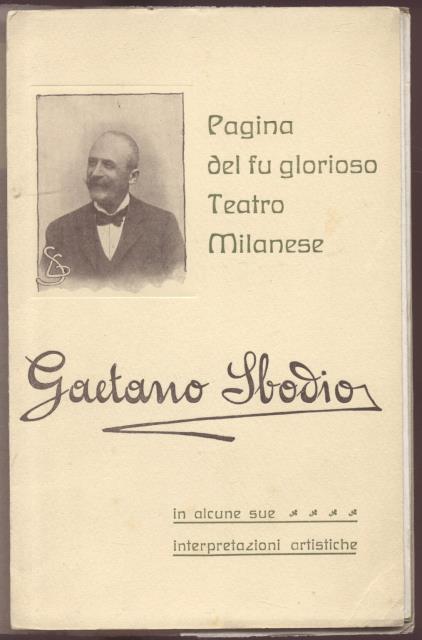 Pagina
del fu glorioso
Teatro
Milanese
Gaetano Sbodio
in alcune sue
interpretazioni artistiche